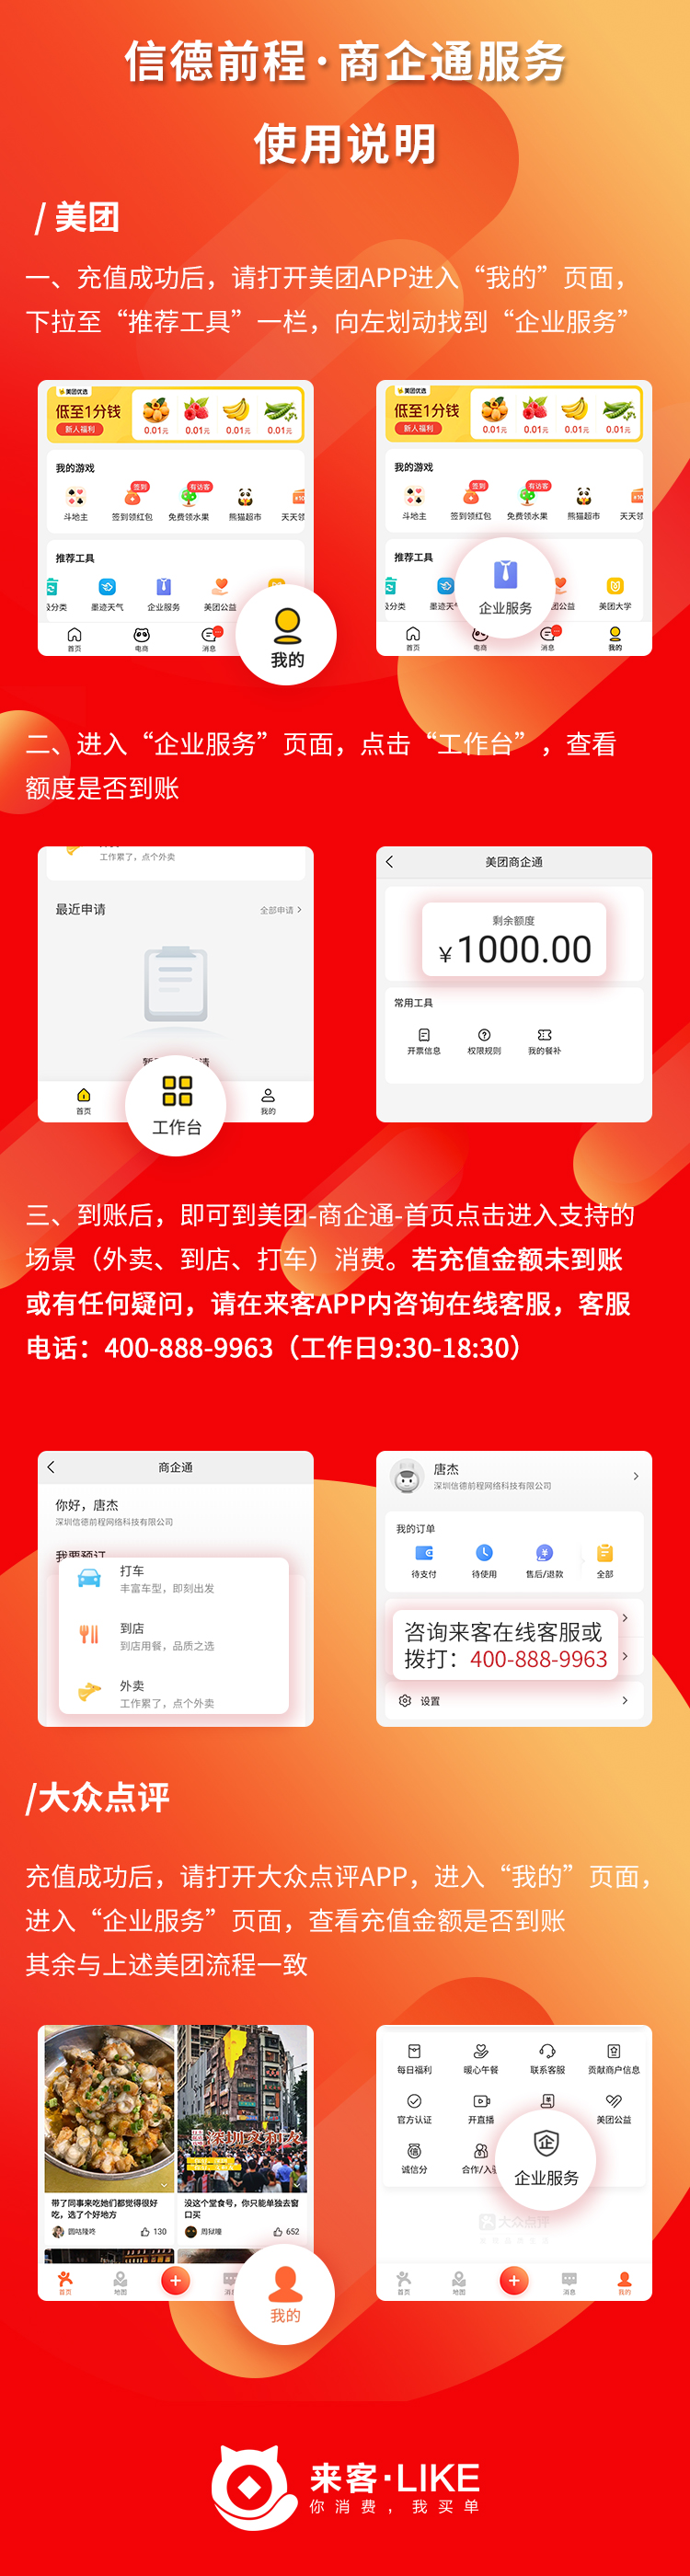 信德前程·商企通服务
使用说明
/ 美团
一、充值成功后，请打开美团APP进入“我的”页面，
下拉至“推荐工具”一栏，向左划动找到“企业服务”
美团优选
低至1分钱
新人福利
0.01元 0.01元 0.01元 0.01元
我的游戏
签到 有访客
斗地主 签到领红包 免费领水果 熊猫超市 天天领
推荐工具
圾分类 墨迹天气 企业服务 美团公益
首页 电商 消息
我的
美团优选
低至1分钱
新人福利
0.01元 0.01元 0.01元 0.01元
我的游戏
签到 有访客
斗地主 签到领红包 免费领水果 熊猫超市 天天领
推荐工具
圾分类 墨迹天 企业服务 团公益 美团大学
首页 电商 消息 我的
二、进入“企业服务”页面，点击“工作台”，查看
额度是否到账
工作累了，点个外卖
最近申请 全部申请
首页 工作台 我的
美团商企通
剩余额度
¥1000.00
常用工具
开票信息 权限规则 我的餐补
三、到账后，即可到美团-商企通-首页点击进入支持的
场景（外卖、到店、打车）消费。若充值金额未到账
或有任何疑问，请在来客APP内咨询在线客服，客服
电话：400-888-9963（工作日9:30-18:30）
商企通
你好，唐杰
深圳信德前程网络科技有限公司
我要预订
打车
丰富车型，即刻出发
到店
到店用餐，品质之选
外卖
工作累了，点个外卖
唐杰
深圳信德前程网络科技有限公司
我的订单
待支付 待使用 售后/退款 全部
咨询来客在线客服或
拨打：400-888-9963
设置
/大众点评
充值成功后，请打开大众点评APP，进入“我的”页面，
进入“企业服务”页面，查看充值金额是否到账
其余与上述美团流程一致
带了同事来吃她们都觉得很好
吃，选了个好地方
圆咕隆咚 130
没这个堂食号，你只能单独去窗
口买
周狱曈 652
首页 地图 消息
我的
每日福利 暖心午餐 联系客服 贡献商户信息
官方认证 开直播 美团公益
诚信分 合作/入驻 企业服务
大众点评
首页 地图 消息 我的
来客·LIKE
你消费，我买单